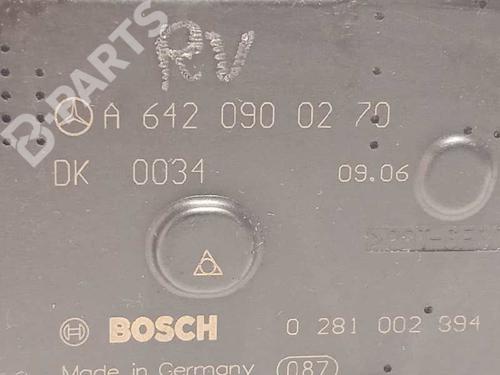 RV
B-PARTS
A 642 090 02 70
DK 0034 09.06
BOSCH 0 281 002 394
Made in Germany 087